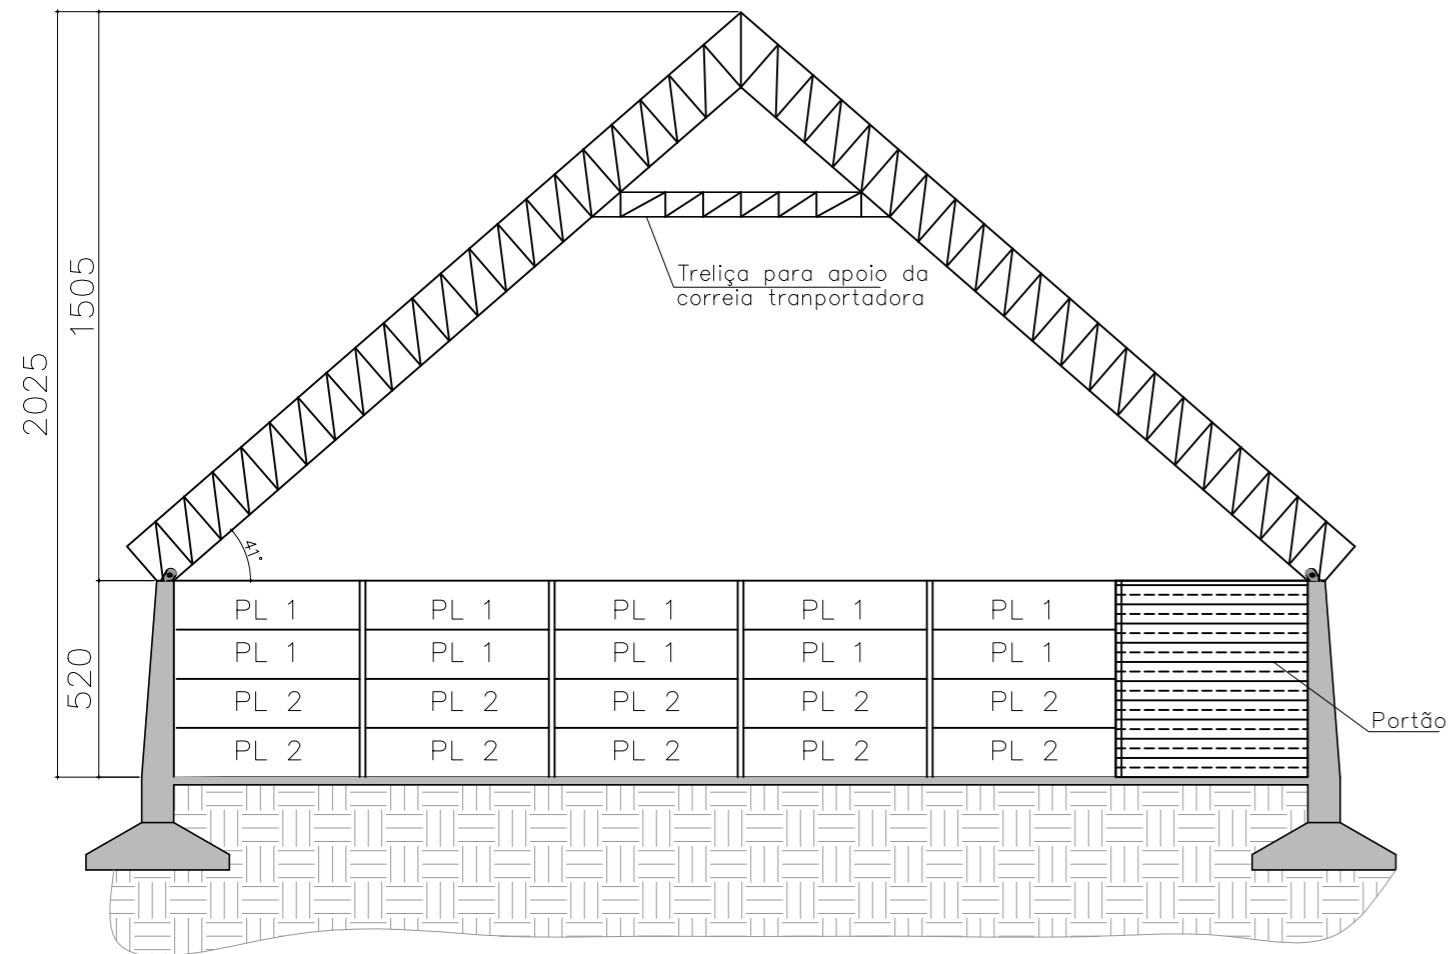 1505
2025
Treliça para apoio da
correia tranportadora
41°
PL 1 PL 1 PL 1 PL 1 PL 1
PL 1 PL 1 PL 1 PL 1 PL 1
520
PL 2 PL 2 PL 2 PL 2 PL 2
Portão
PL 2 PL 2 PL 2 PL 2 PL 2